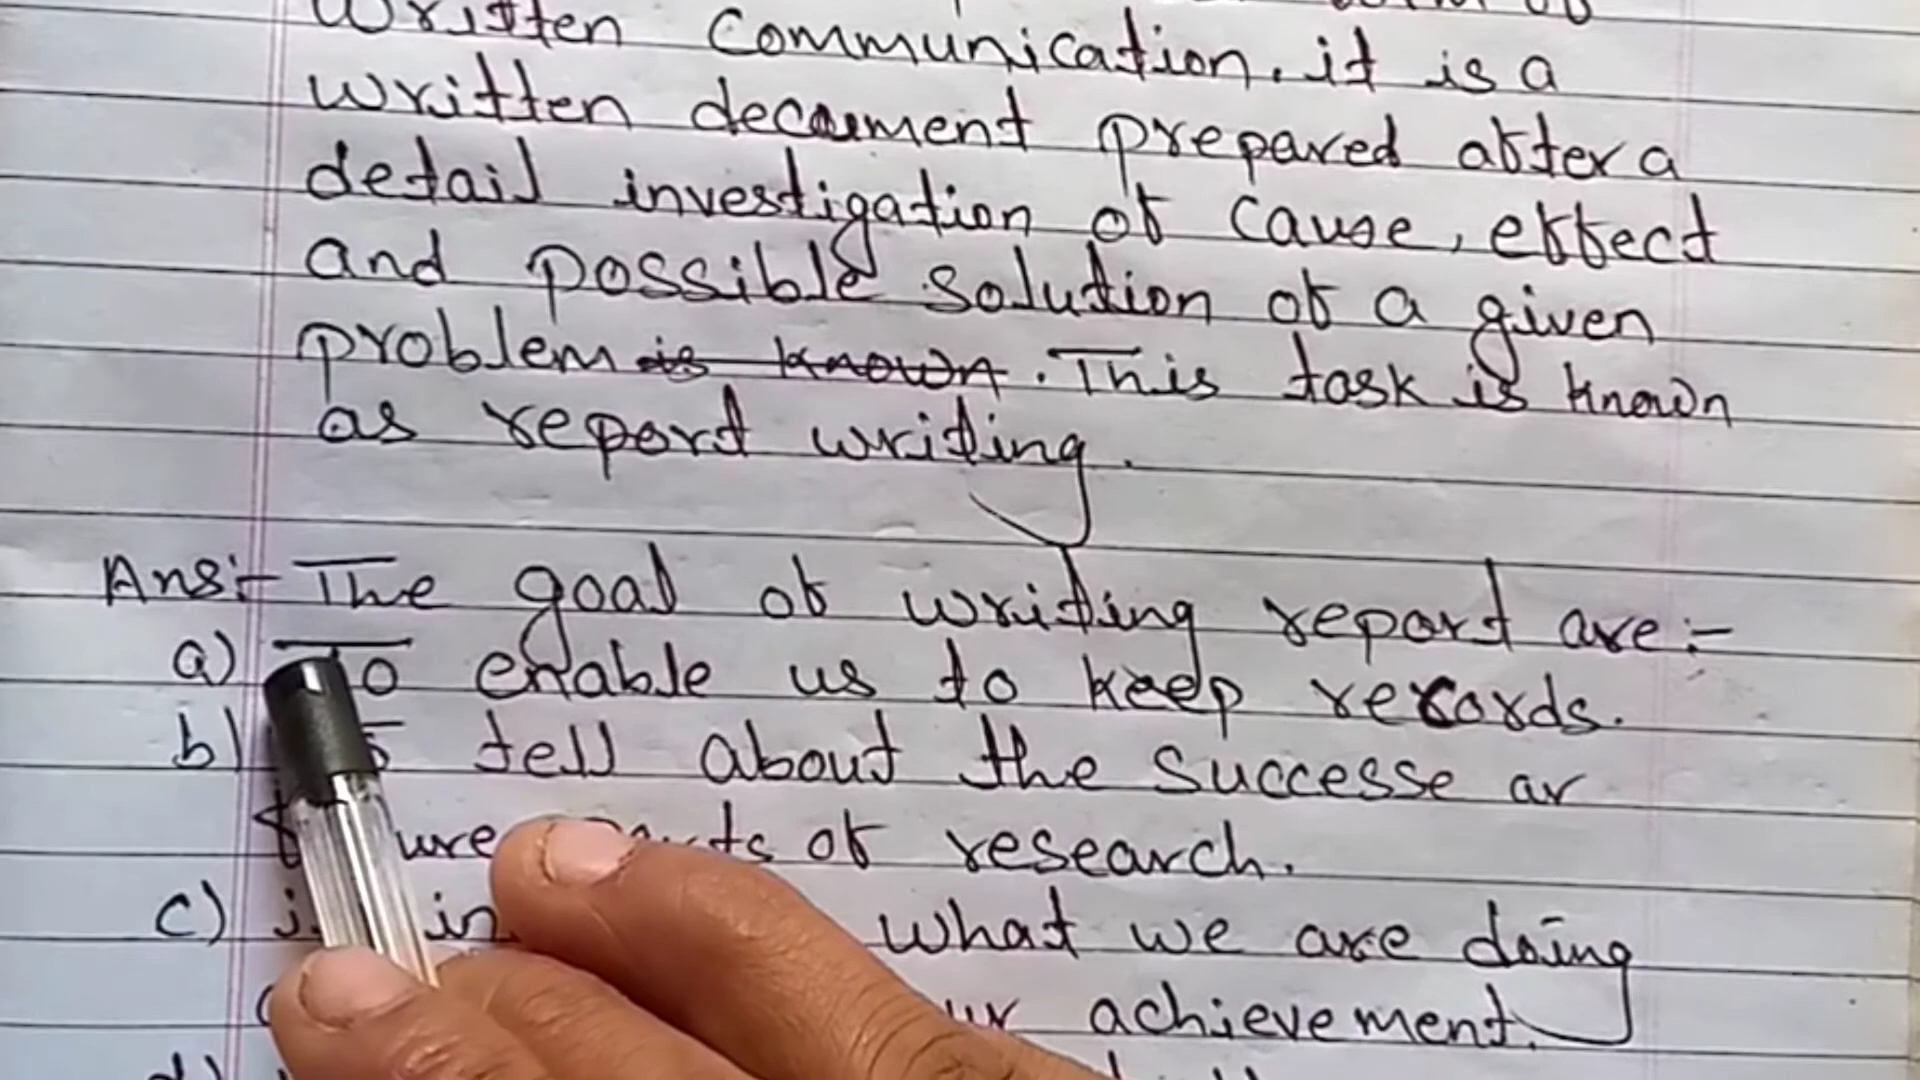 written communication. it is a
written decument prepared after a
detail investigation of cause, effect
and possible solution of a given
problem is known. This task is known
as report writing.
Ans:- The goal of writing report are:-
a) To enable us to keep records.
b) tell about the successe ar
of research.
c) what we are doing
achievement.